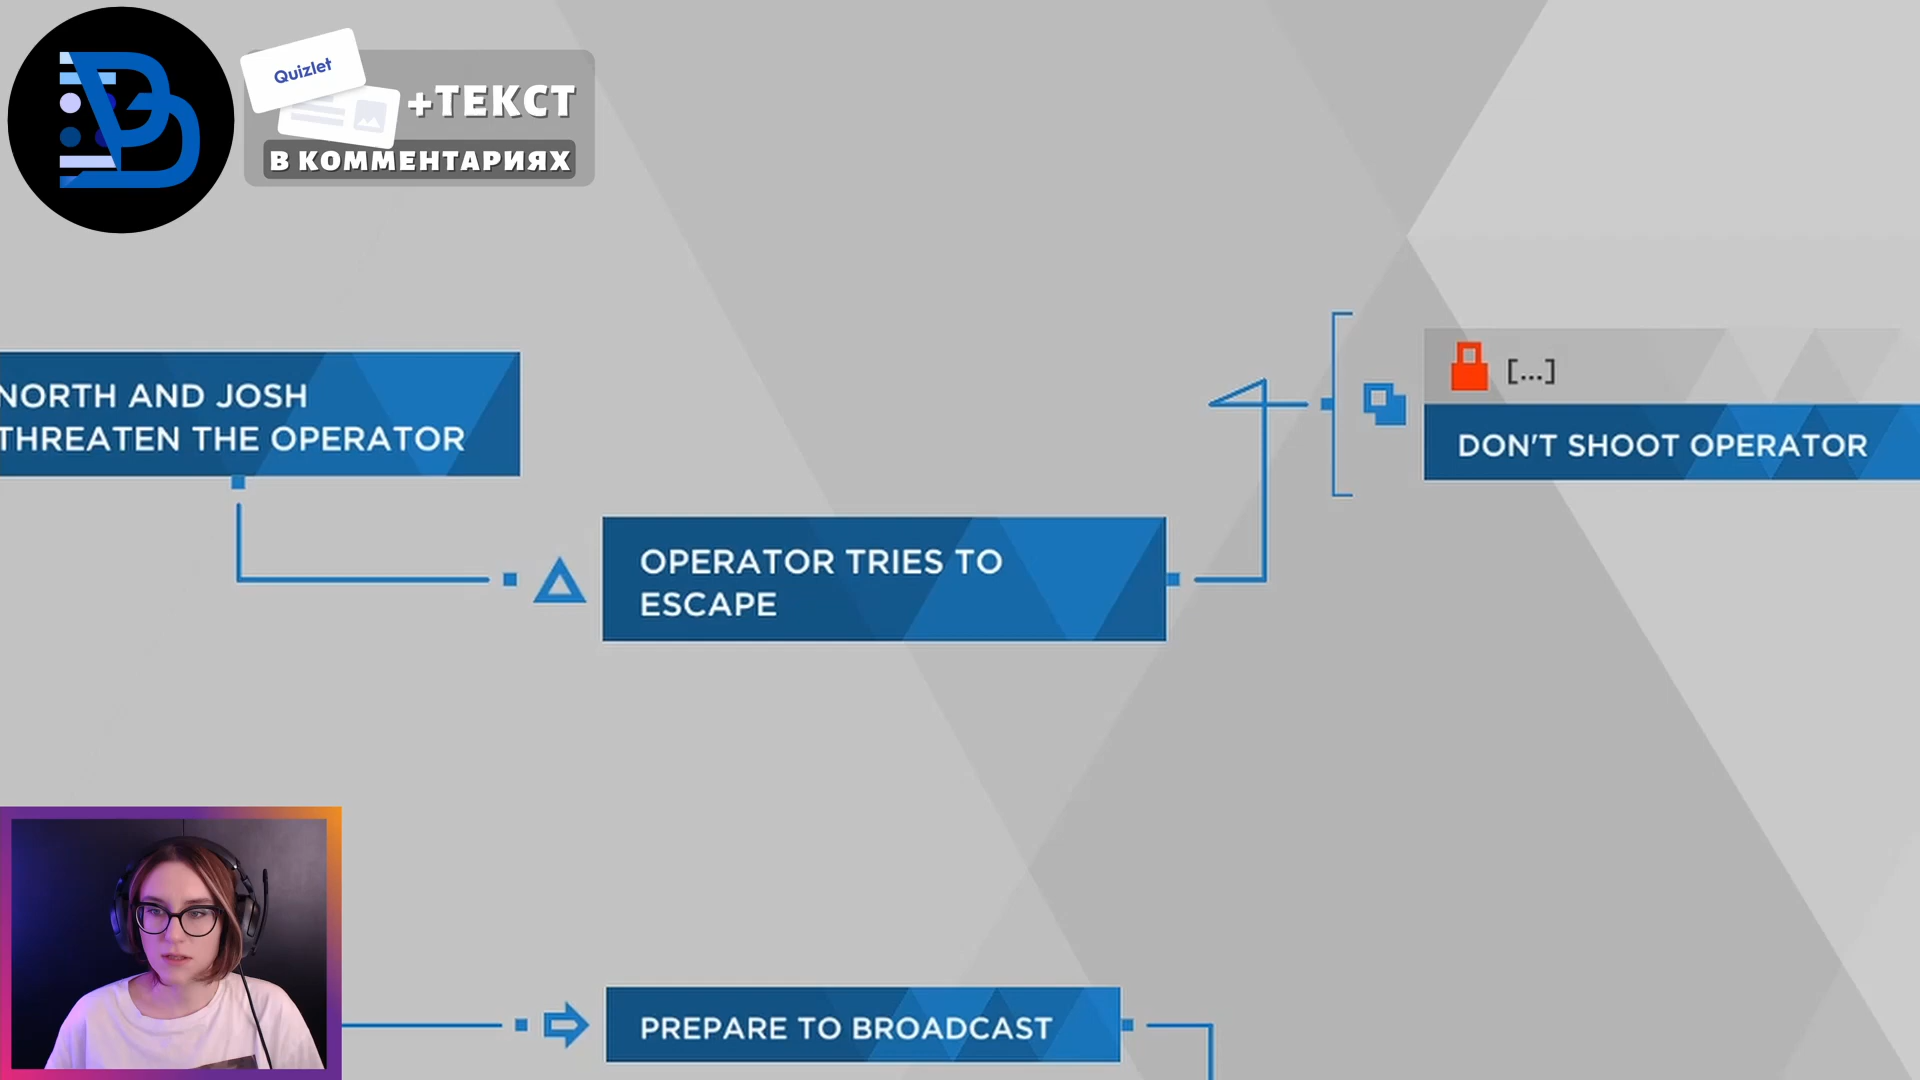 Quizlet
+ТЕКСТ
В КОММЕНТАРИЯХ
NORTH AND JOSH
THREATEN THE OPERATOR
[...]
DON'T SHOOT OPERATOR
OPERATOR TRIES TO
ESCAPE
PREPARE TO BROADCAST